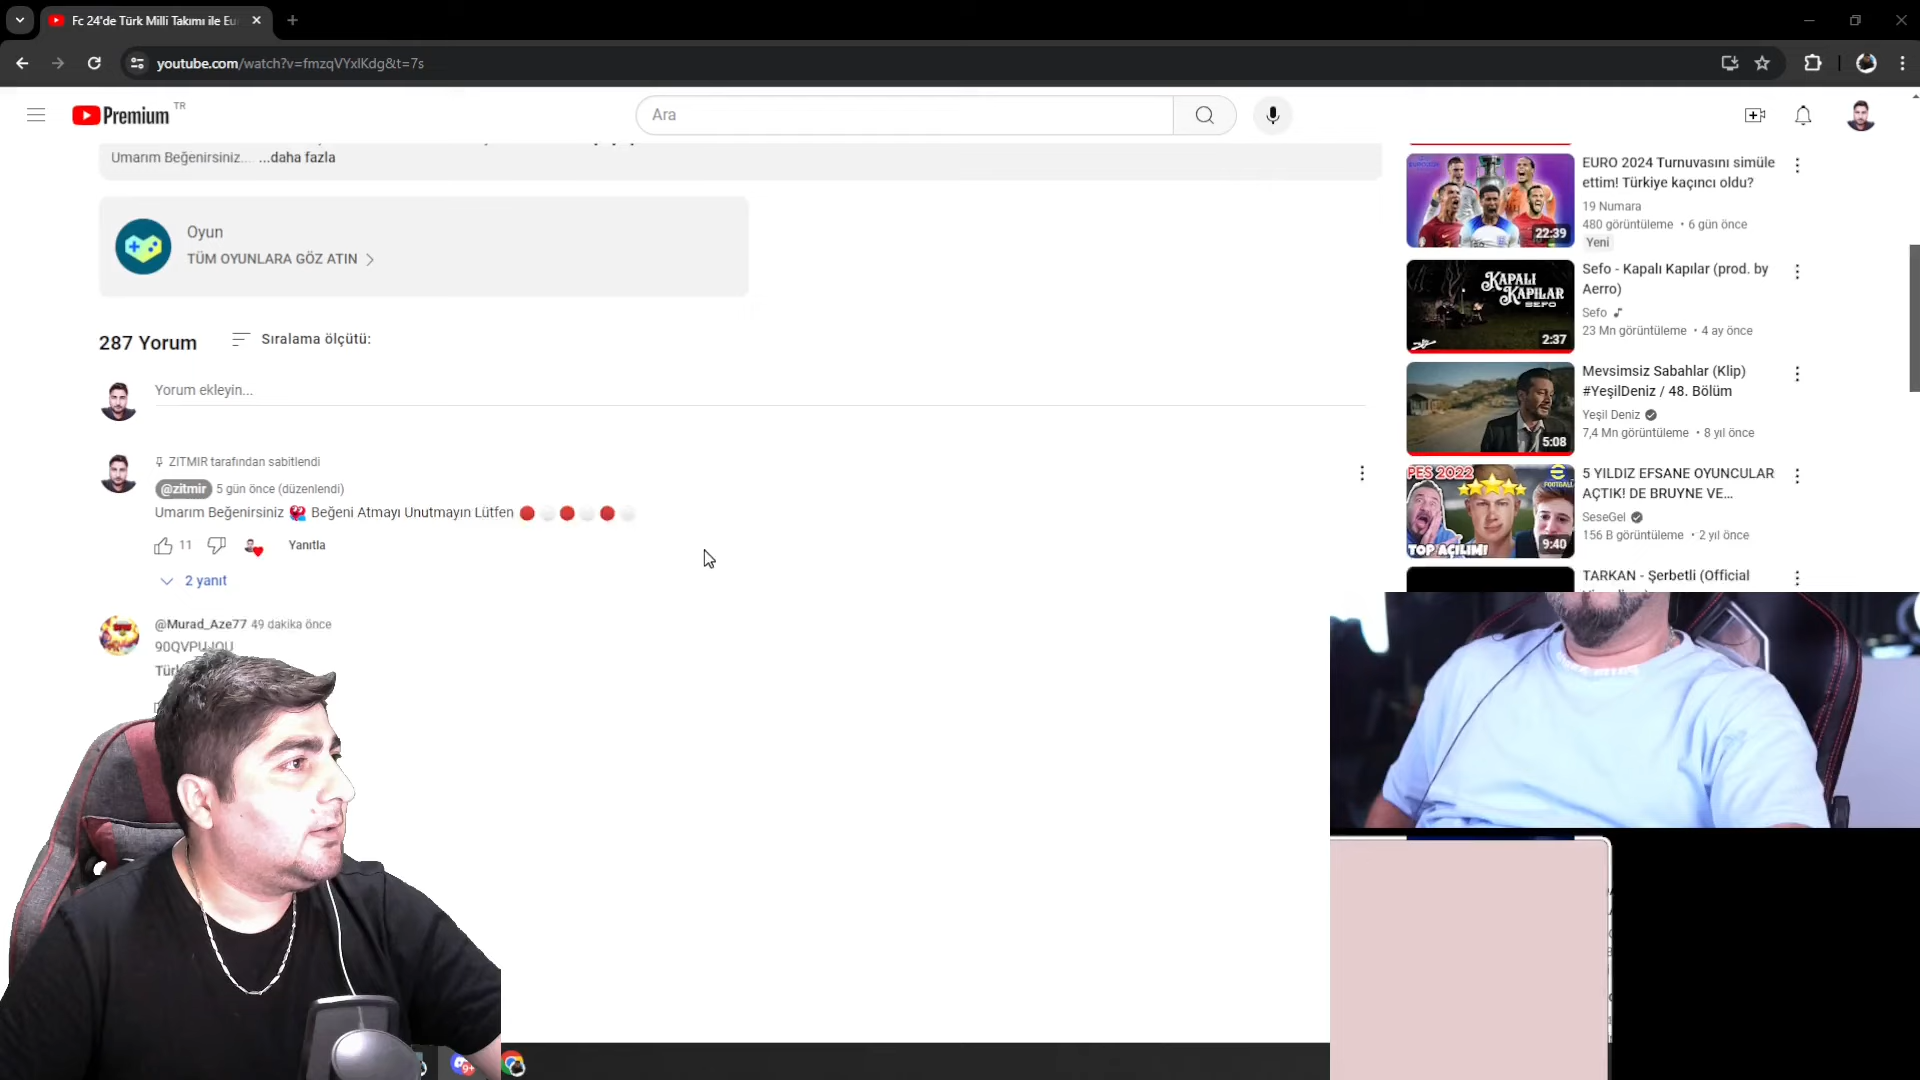 Fc 24'de Türk Milli Takımı ile Eu
youtube.com/watch?v=fmzqVYxlKdg&t=7s
Premium TR
Ara
Umarım Beğenirsiniz... ...daha fazla
Oyun
TÜM OYUNLARA GÖZ ATIN
287 Yorum
Sıralama ölçütü:
Yorum ekleyin...
ZITMIR tarafından sabitlendi
@zitmir 5 gün önce (düzenlendi)
Umarım Beğenirsiniz 💝 Beğeni Atmayı Unutmayın Lütfen 🔴⚪🔴⚪🔴⚪
11
Yanıtla
2 yanıt
@Murad_Aze77 49 dakika önce
Türk
EURO 2024 Turnuvasını simüle
ettim! Türkiye kaçıncı oldu?
19 Numara
480 görüntüleme • 6 gün önce
Yeni
22:39
Sefo - Kapalı Kapılar (prod. by
Aerro)
Sefo
23 Mn görüntüleme • 4 ay önce
KAPALI
KAPILAR
SEFO
2:37
Mevsimsiz Sabahlar (Klip)
#YeşilDeniz / 48. Bölüm
Yeşil Deniz
7,4 Mn görüntüleme • 8 yıl önce
5:08
5 YILDIZ EFSANE OYUNCULAR
AÇTIK! DE BRUYNE VE...
SeseGel
156 B görüntüleme • 2 yıl önce
PES 2022
FOOTBALL
TOP AÇILIMI
9:40
TARKAN - Şerbetli (Official
9+